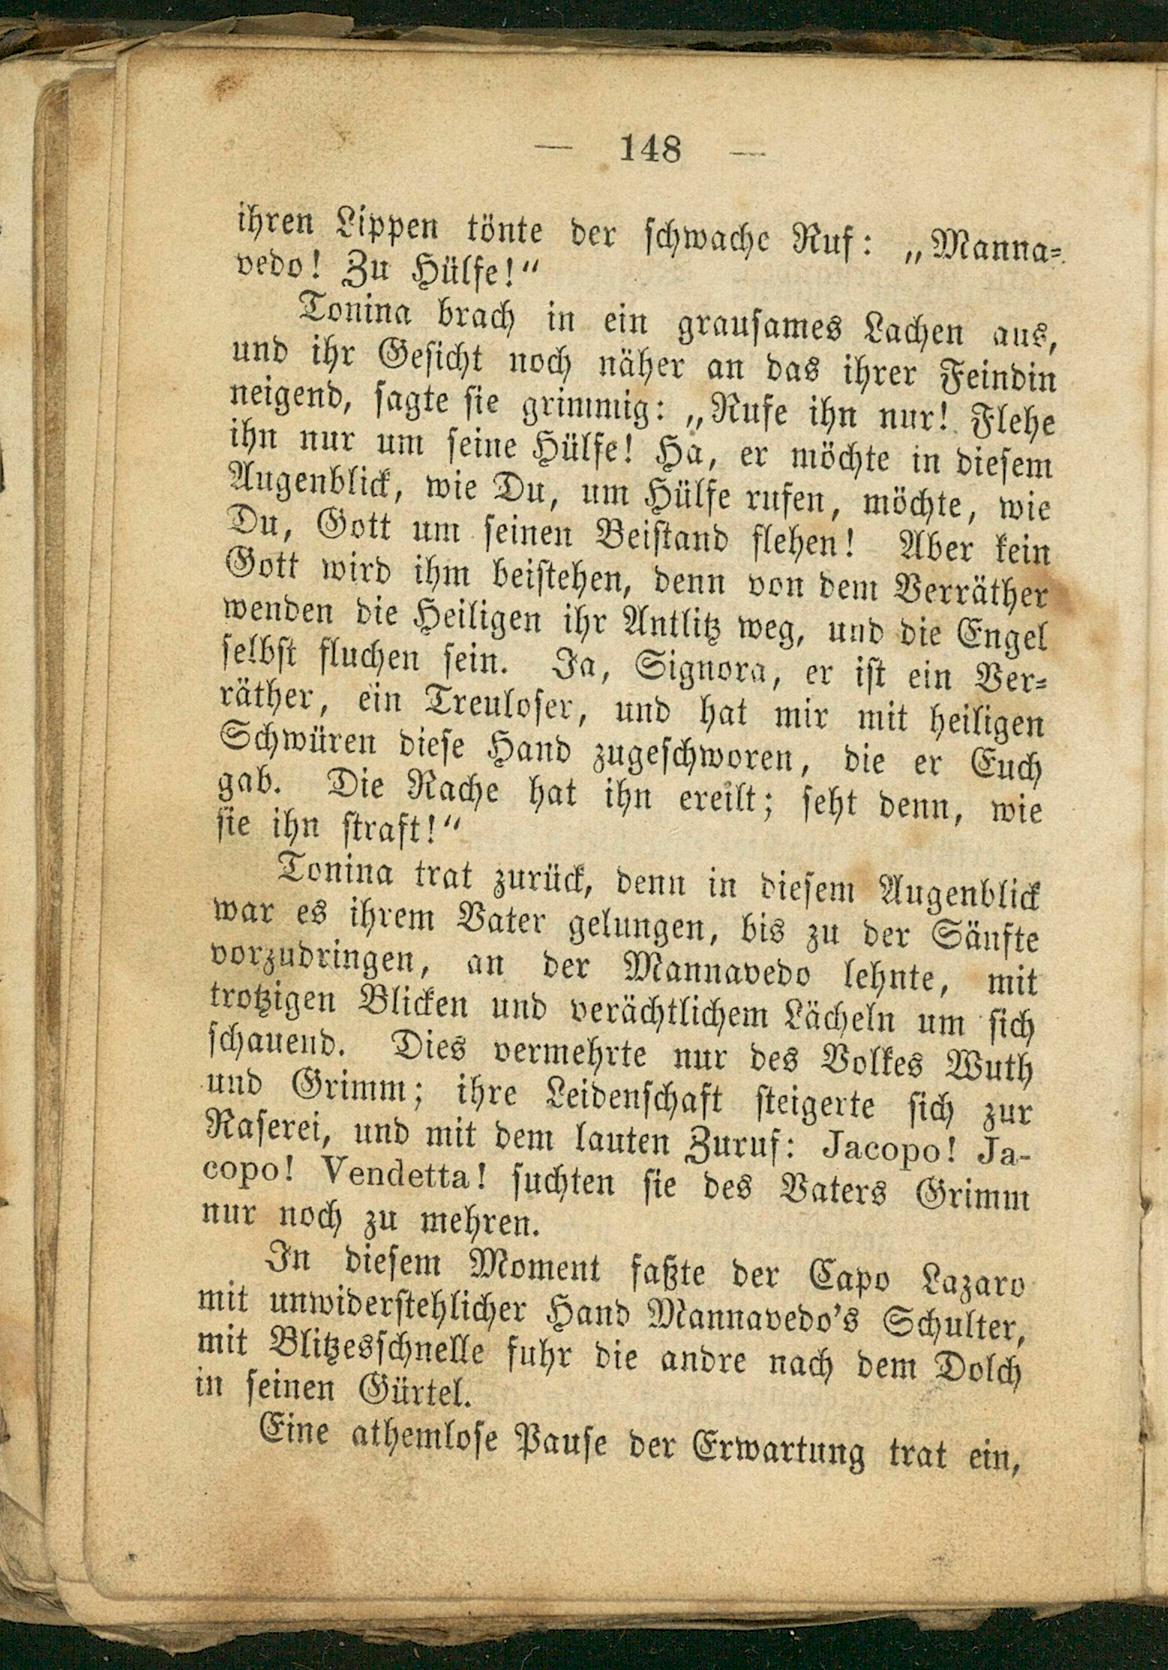 — 148 —
ihren Lippen tönte der schwache Ruf: „Manna-
vedo! Zu Hülfe!“
Tonina brach in ein grausames Lachen aus,
und ihr Gesicht noch näher an das ihrer Feindin
neigend, sagte sie grimmig: „Rufe ihn nur! Flehe
ihn nur um seine Hülfe! Ha, er möchte in diesem
Augenblick, wie Du, um Hülfe rufen, möchte, wie
Du, Gott um seinen Beistand flehen! Aber kein
Gott wird ihm beistehen, denn von dem Verräther
wenden die Heiligen ihr Antlitz weg, und die Engel
selbst fluchen sein. Ja, Signora, er ist ein Ver-
räther, ein Treuloser, und hat mir mit heiligen
Schwüren diese Hand zugeschworen, die er Euch
gab. Die Rache hat ihn ereilt; seht denn, wie
sie ihn straft!“
Tonina trat zurück, denn in diesem Augenblick
war es ihrem Vater gelungen, bis zu der Sänfte
vorzudringen, an der Mannavedo lehnte, mit
trotzigen Blicken und verächtlichem Lächeln um sich
schauend. Dies vermehrte nur des Volkes Wuth
und Grimm; ihre Leidenschaft steigerte sich zur
Raserei, und mit dem lauten Zuruf: Jacopo! Ja-
copo! Vendetta! suchten sie des Vaters Grimm
nur noch zu mehren.
In diesem Moment faßte der Capo Lazaro
mit unwiderstehlicher Hand Mannavedo's Schulter,
mit Blitzesschnelle fuhr die andre nach dem Dolch
in seinen Gürtel.
Eine athemlose Pause der Erwartung trat ein,